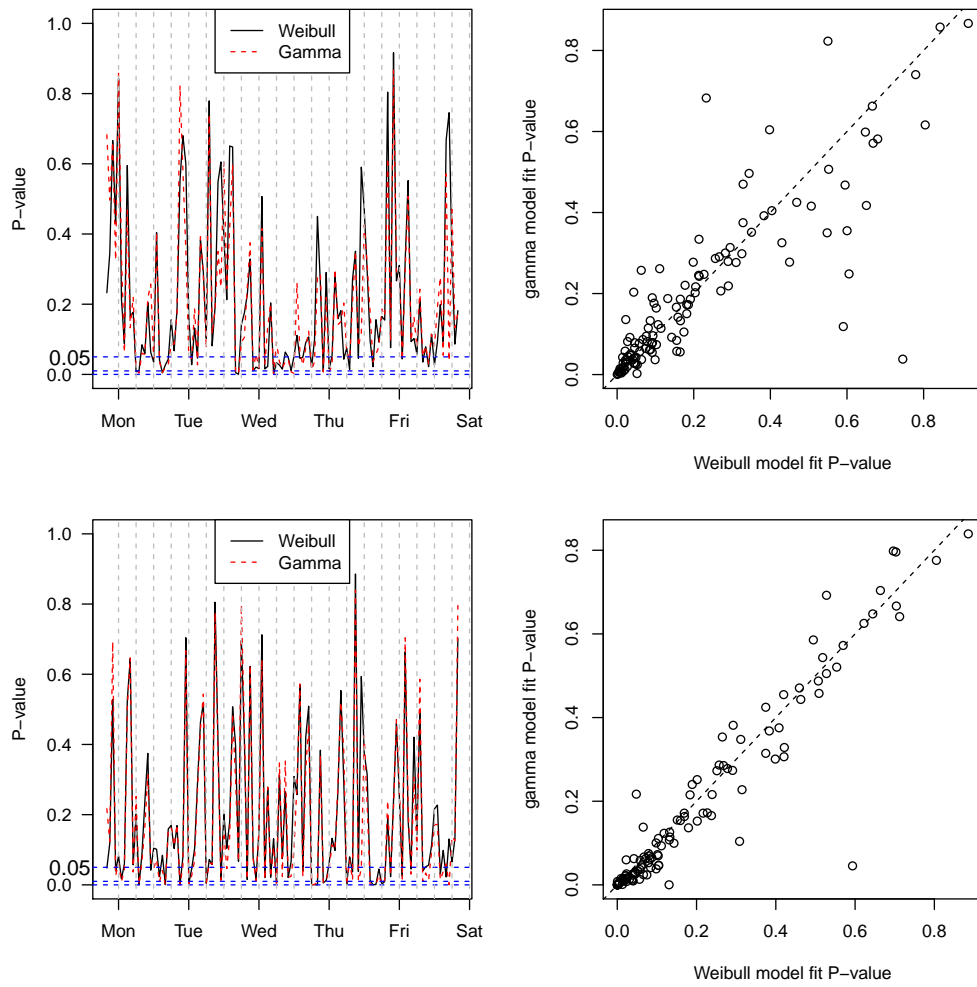 1.0
0.8
0.6
0.4
0.2
0.05
0.0
P−value
Weibull
Gamma
Mon Tue Wed Thu Fri Sat
0.8
0.6
0.4
0.2
0.0
gamma model fit P−value
0.0 0.2 0.4 0.6 0.8
Weibull model fit P−value
1.0
0.8
0.6
0.4
0.2
0.05
0.0
P−value
Weibull
Gamma
Mon Tue Wed Thu Fri Sat
0.8
0.6
0.4
0.2
0.0
gamma model fit P−value
0.0 0.2 0.4 0.6 0.8
Weibull model fit P−value